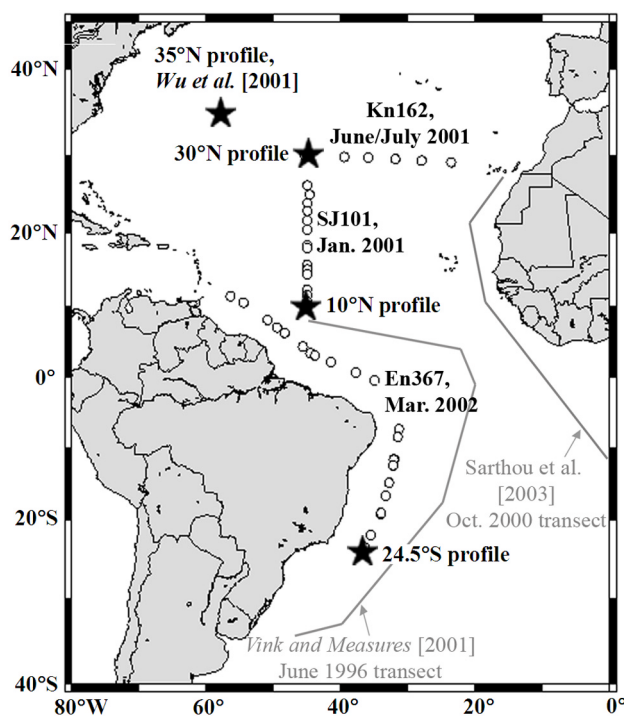 40°N
35°N profile,
Wu et al. [2001]
Kn162,
June/July 2001
30°N profile
20°N
SJ101,
Jan. 2001
10°N profile
0°
En367,
Mar. 2002
Sarthou et al.
[2003]
Oct. 2000 transect
20°S
24.5°S profile
Vink and Measures [2001]
June 1996 transect
40°S
80°W 60° 40° 20° 0°